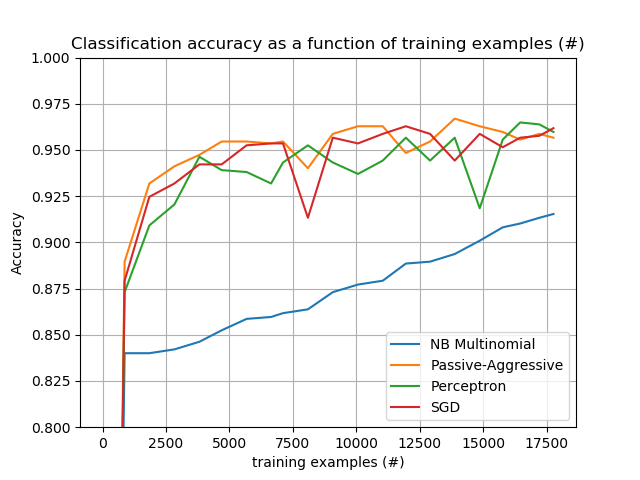 Classification accuracy as a function of training examples (#)
1.000
0.975
0.950
0.925
0.900
0.875
0.850
0.825
0.800
Accuracy
NB Multinomial
Passive-Aggressive
Perceptron
SGD
0 2500 5000 7500 10000 12500 15000 17500
training examples (#)